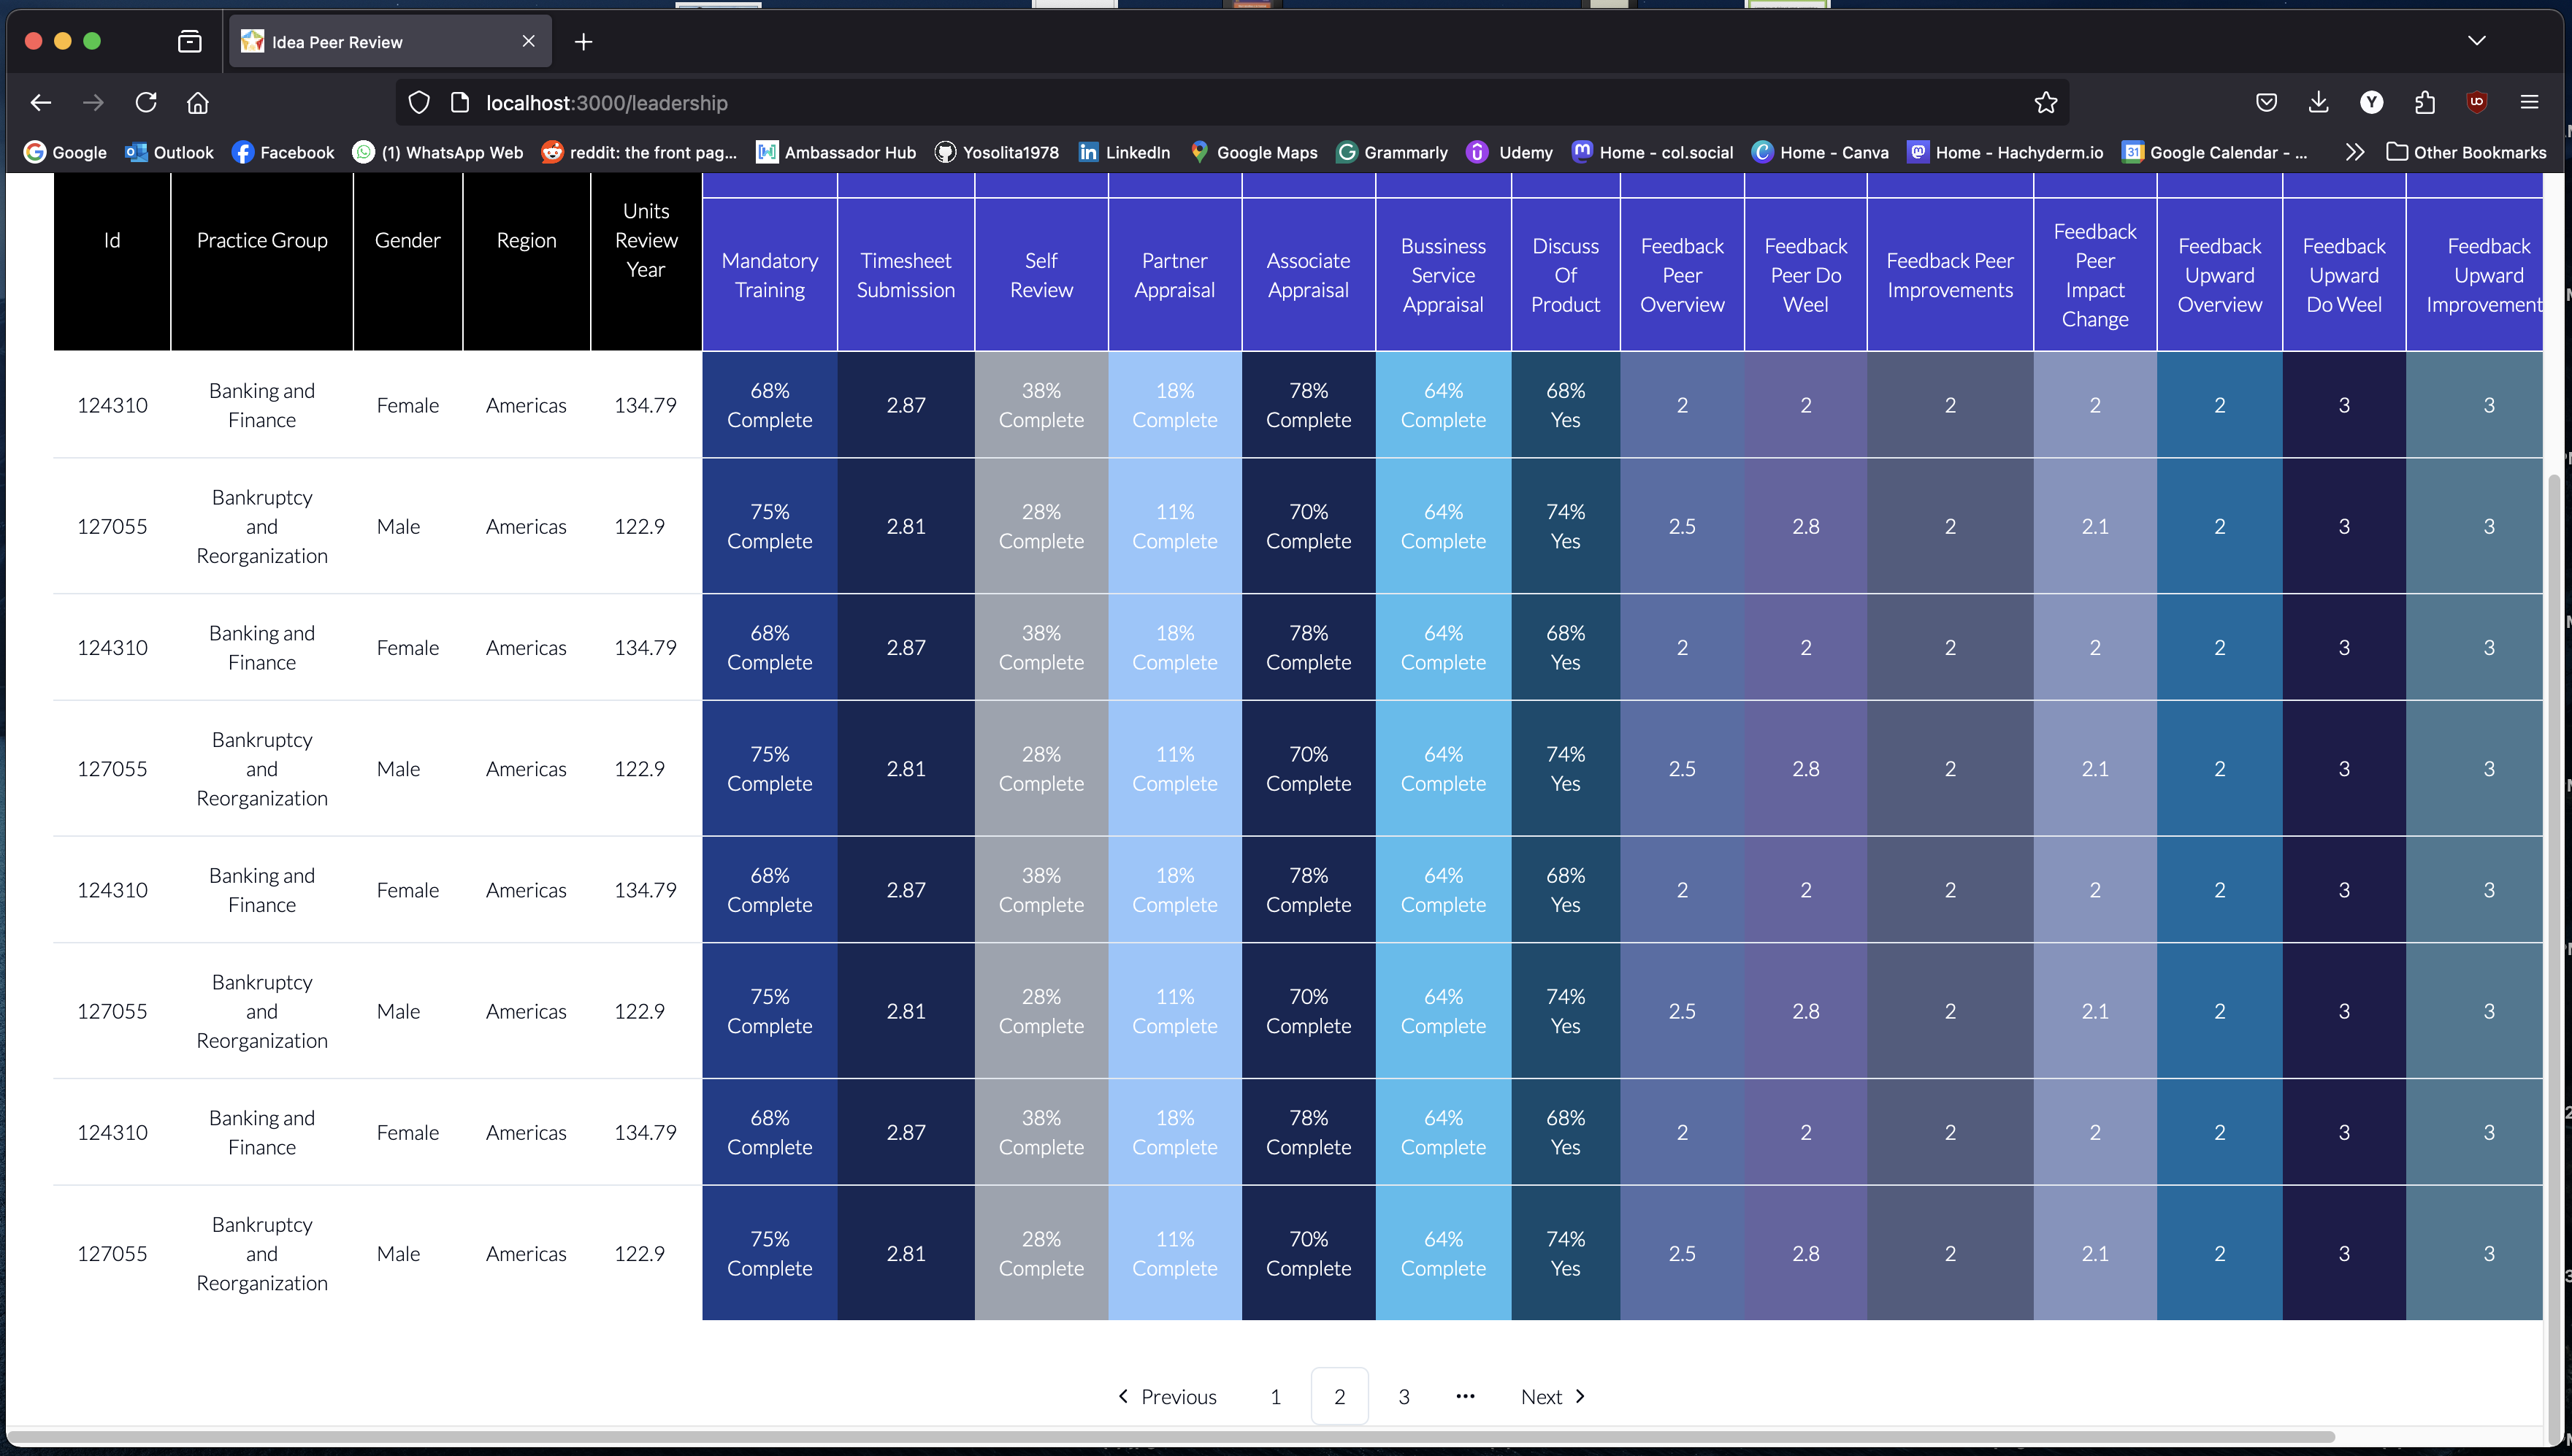 Idea Peer Review
localhost:3000/leadership
Google Outlook Facebook (1) WhatsApp Web reddit: the front pag... Ambassador Hub Yosolita1978 LinkedIn Google Maps Grammarly Udemy Home - col.social Home - Canva Home - Hachyderm.io Google Calendar - ... Other Bookmarks
Id Practice Group Gender Region Units Review Year Mandatory Training Timesheet Submission Self Review Partner Appraisal Associate Appraisal Bussiness Service Appraisal Discuss Of Product Feedback Peer Overview Feedback Peer Do Weel Feedback Peer Improvements Feedback Peer Impact Change Feedback Upward Overview Feedback Upward Do Weel Feedback Upward Improvement
124310 Banking and Finance Female Americas 134.79 68% Complete 2.87 38% Complete 18% Complete 78% Complete 64% Complete 68% Yes 2 2 2 2 2 3 3
127055 Bankruptcy and Reorganization Male Americas 122.9 75% Complete 2.81 28% Complete 11% Complete 70% Complete 64% Complete 74% Yes 2.5 2.8 2 2.1 2 3 3
124310 Banking and Finance Female Americas 134.79 68% Complete 2.87 38% Complete 18% Complete 78% Complete 64% Complete 68% Yes 2 2 2 2 2 3 3
127055 Bankruptcy and Reorganization Male Americas 122.9 75% Complete 2.81 28% Complete 11% Complete 70% Complete 64% Complete 74% Yes 2.5 2.8 2 2.1 2 3 3
124310 Banking and Finance Female Americas 134.79 68% Complete 2.87 38% Complete 18% Complete 78% Complete 64% Complete 68% Yes 2 2 2 2 2 3 3
127055 Bankruptcy and Reorganization Male Americas 122.9 75% Complete 2.81 28% Complete 11% Complete 70% Complete 64% Complete 74% Yes 2.5 2.8 2 2.1 2 3 3
124310 Banking and Finance Female Americas 134.79 68% Complete 2.87 38% Complete 18% Complete 78% Complete 64% Complete 68% Yes 2 2 2 2 2 3 3
127055 Bankruptcy and Reorganization Male Americas 122.9 75% Complete 2.81 28% Complete 11% Complete 70% Complete 64% Complete 74% Yes 2.5 2.8 2 2.1 2 3 3
Previous 1 2 3 ••• Next